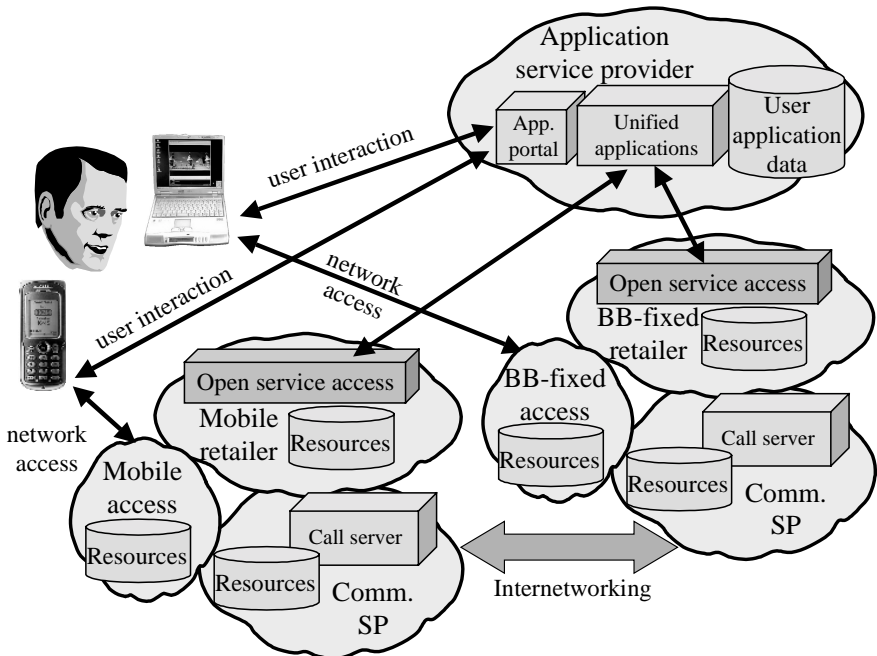 Application
service provider
App.
portal
Unified
applications
User
application
data
user interaction
user interaction
network
access
network
access
Open service access
BB-fixed
retailer
Resources
Open service access
Mobile
retailer
Resources
BB-fixed
access
Resources
Call server
Resources
Comm.
SP
Mobile
access
Resources
Call server
Resources
Comm.
SP
Internetworking